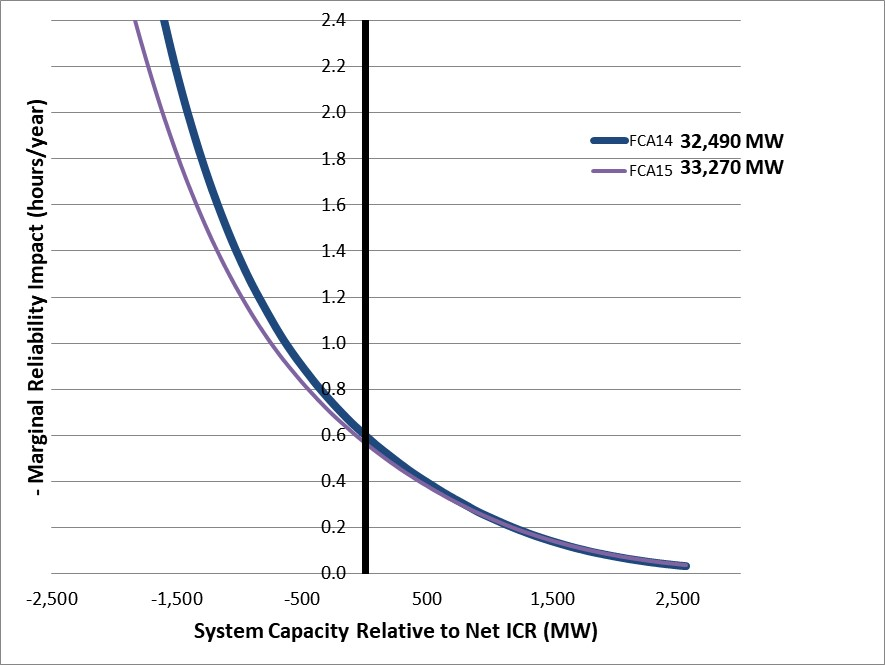 - Marginal Reliability Impact (hours/year)
2.4
2.2
2.0
1.8
1.6
1.4
1.2
1.0
0.8
0.6
0.4
0.2
0.0
FCA14 32,490 MW
FCA15 33,270 MW
-2,500 -1,500 -500 500 1,500 2,500
System Capacity Relative to Net ICR (MW)